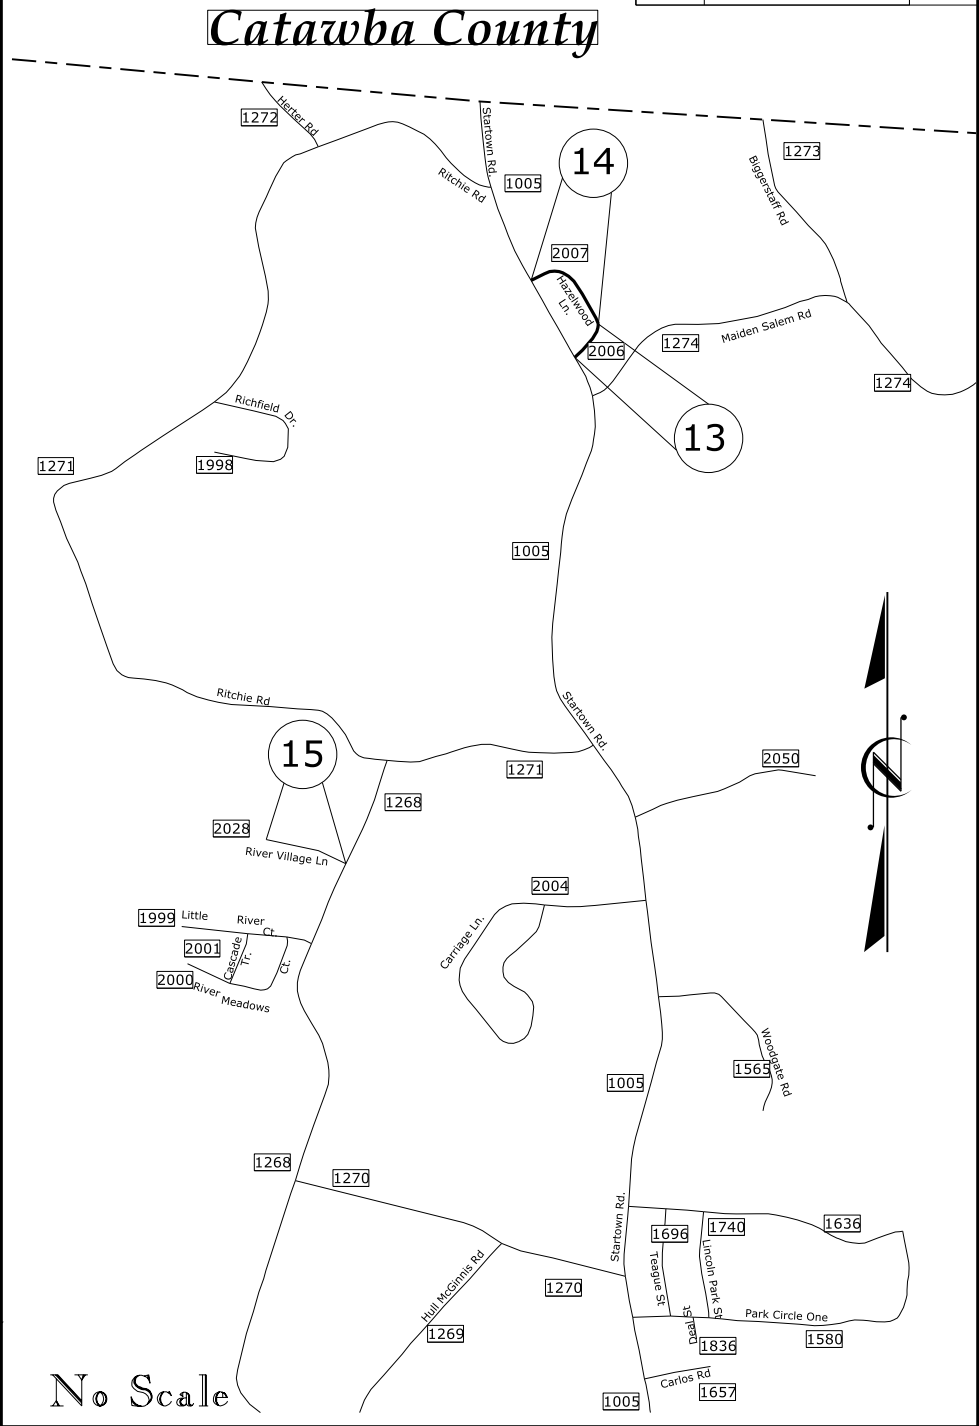 Catawba County
1272
Herter Rd
Startown Rd.
14
1273
Ritchie Rd
1005
Biggerstaff Rd
2007
Hazelwood
Ln.
2006
1274
Maiden Salem Rd
1274
Richfield Dr.
13
1271
1998
1005
Ritchie Rd
Startown Rd.
15
1271
2050
1268
2028
River Village Ln
2004
1999
Little River Ct.
Carriage Ln.
2001
Cascade
Tr.
Ct.
2000
River Meadows
N
Woodgate Rd
1565
1005
1268
1270
Startown Rd.
1696
1740
1636
Teague St
Lincoln Park St
Hull McGinnis Rd
1270
Deal St
Park Circle One
1269
1836
1580
Carlos Rd
1657
1005
No Scale